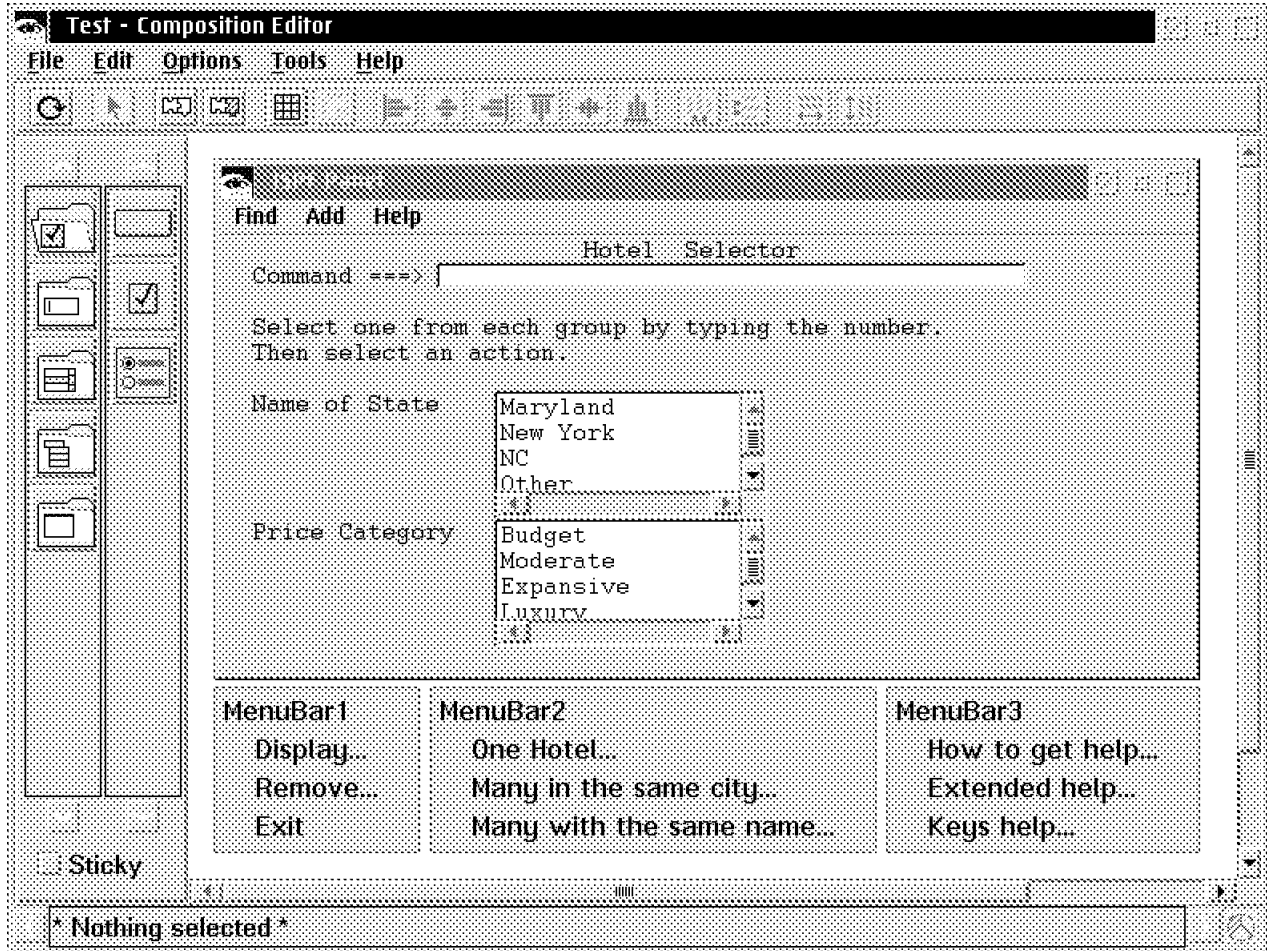 Test - Composition Editor
File Edit Options Tools Help
Find Add Help
Hotel Selector
Command ===>
Select one from each group by typing the number.
Then select an action.
Name of State
Maryland
New York
NC
Other
Price Category
Budget
Moderate
Expansive
Luxury
MenuBar1
Display...
Remove...
Exit
MenuBar2
One Hotel...
Many in the same city...
Many with the same name...
MenuBar3
How to get help...
Extended help...
Keys help...
Sticky
* Nothing selected *